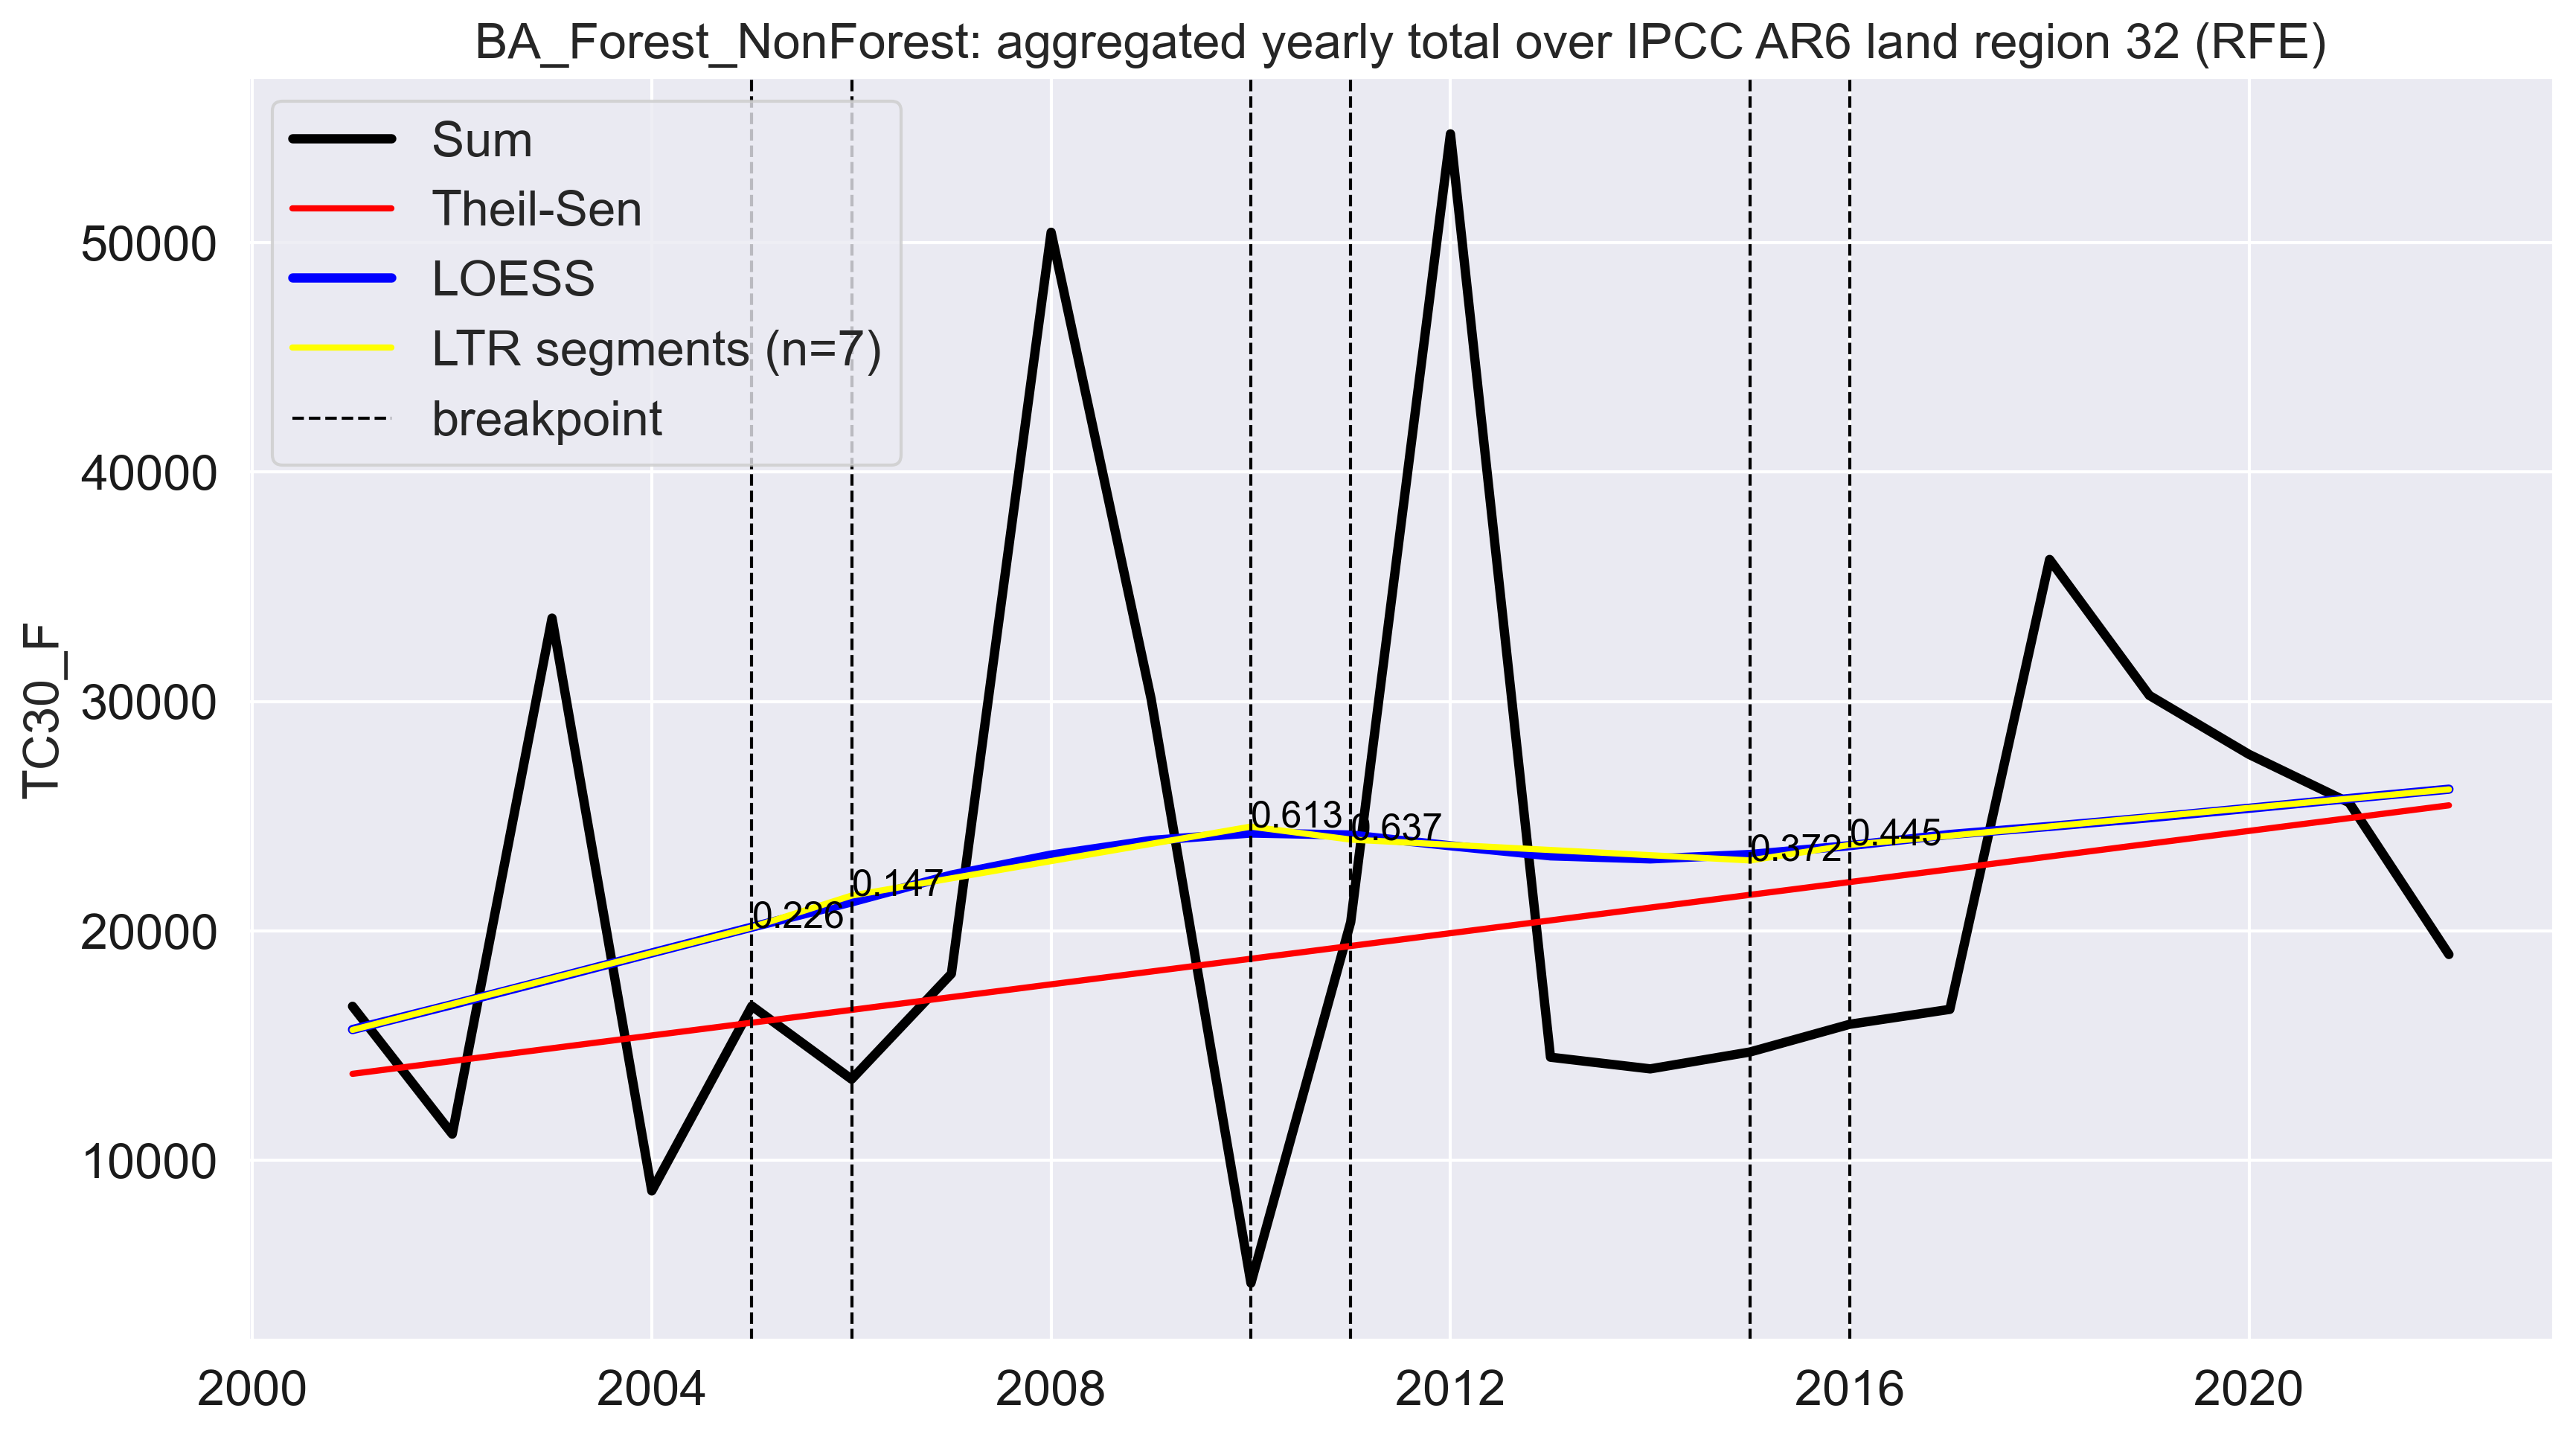 BA_Forest_NonForest: aggregated yearly total over IPCC AR6 land region 32 (RFE)
Sum
Theil-Sen
LOESS
LTR segments (n=7)
breakpoint
TC30_F
50000
40000
30000
20000
10000
0.226
0.147
0.613
0.637
0.372
0.445
2000 2004 2008 2012 2016 2020